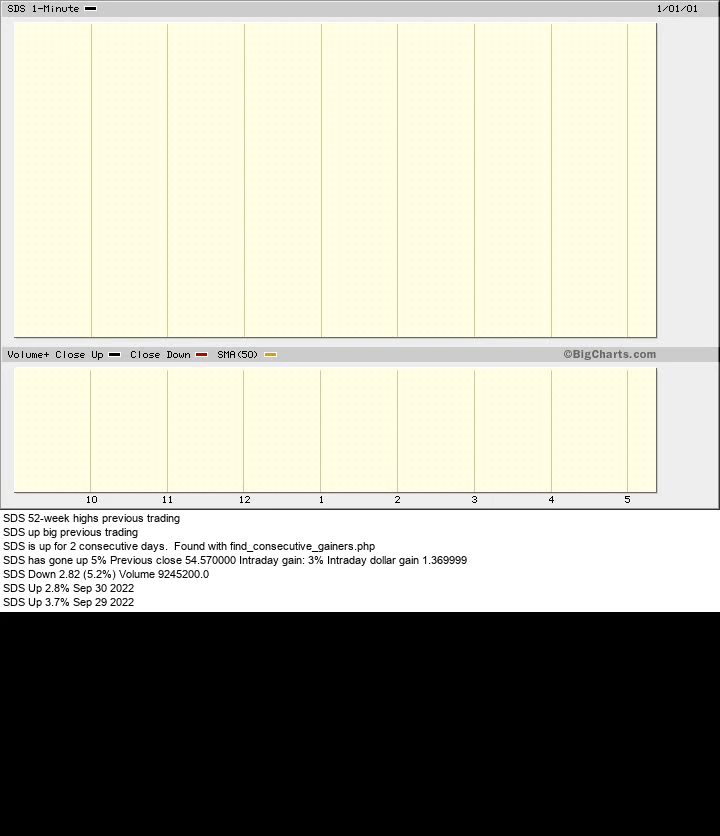 SDS 1-Minute 1/01/01
Volume+ Close Up Close Down SMA(50) ©BigCharts.com
10 11 12 1 2 3 4 5
SDS 52-week highs previous trading
SDS up big previous trading
SDS is up for 2 consecutive days.  Found with find_consecutive_gainers.php
SDS has gone up 5% Previous close 54.570000 Intraday gain: 3% Intraday dollar gain 1.369999
SDS Down 2.82 (5.2%) Volume 9245200.0
SDS Up 2.8% Sep 30 2022
SDS Up 3.7% Sep 29 2022